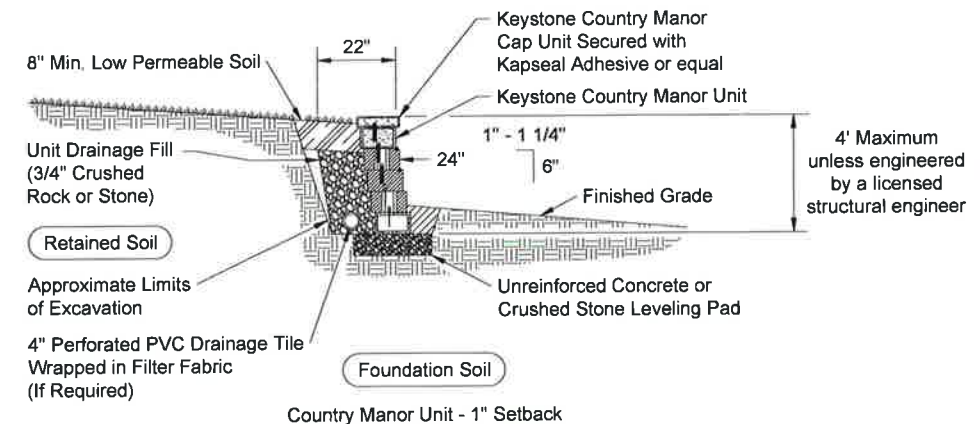 Keystone Country Manor
Cap Unit Secured with
Kapseal Adhesive or equal
22"
8" Min. Low Permeable Soil
Keystone Country Manor Unit
1" - 1 1/4"
6"
24"
4' Maximum
unless engineered
by a licensed
structural engineer
Unit Drainage Fill
(3/4" Crushed
Rock or Stone)
Finished Grade
Retained Soil
Approximate Limits
of Excavation
Unreinforced Concrete or
Crushed Stone Leveling Pad
4" Perforated PVC Drainage Tile
Wrapped in Filter Fabric
(If Required)
Foundation Soil
Country Manor Unit - 1" Setback